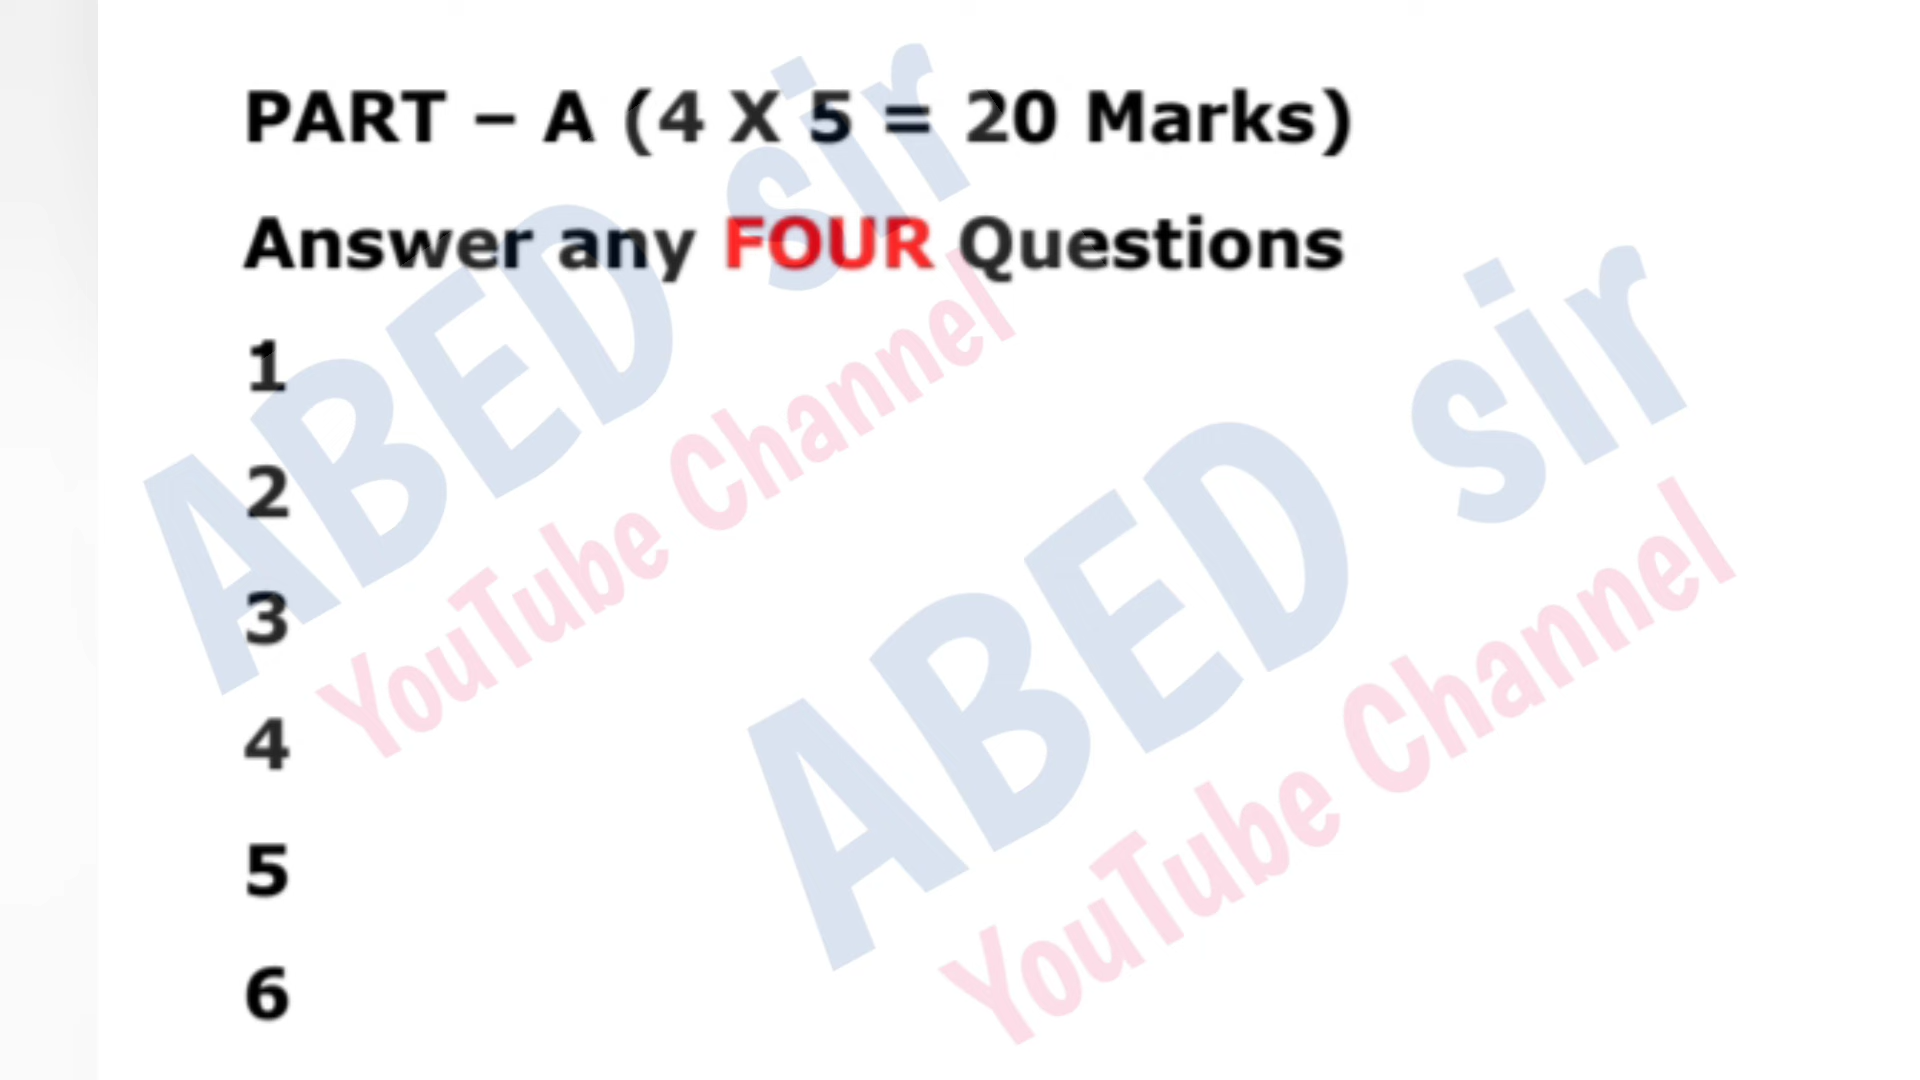 PART – A (4 X 5 = 20 Marks)
Answer any FOUR Questions
1
2
3
4
5
6
ABED sir
YouTube Channel
ABED sir
YouTube Channel